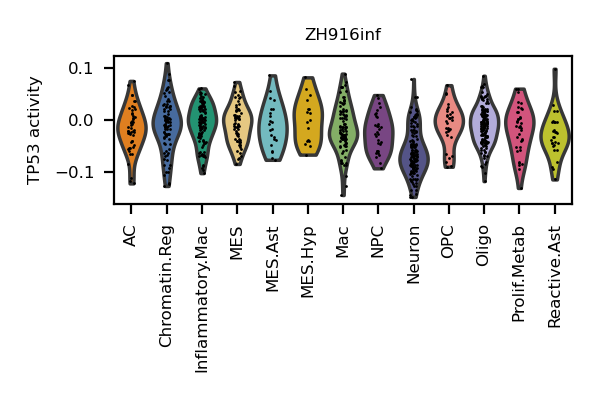 ZH916inf
TP53 activity
0.1
0.0
−0.1
AC
Chromatin.Reg
Inflammatory.Mac
MES
MES.Ast
MES.Hyp
Mac
NPC
Neuron
OPC
Oligo
Prolif.Metab
Reactive.Ast